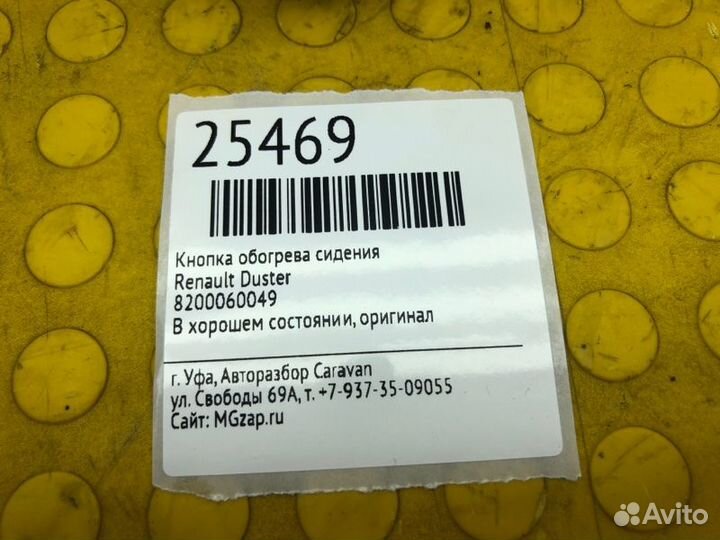 25469
Кнопка обогрева сидения
Renault Duster
8200060049
В хорошем состоянии, оригинал
г. Уфа, Авторазбор Caravan
ул. Свободы 69А, т. +7-937-35-09055
Сайт: MGzap.ru
Avito